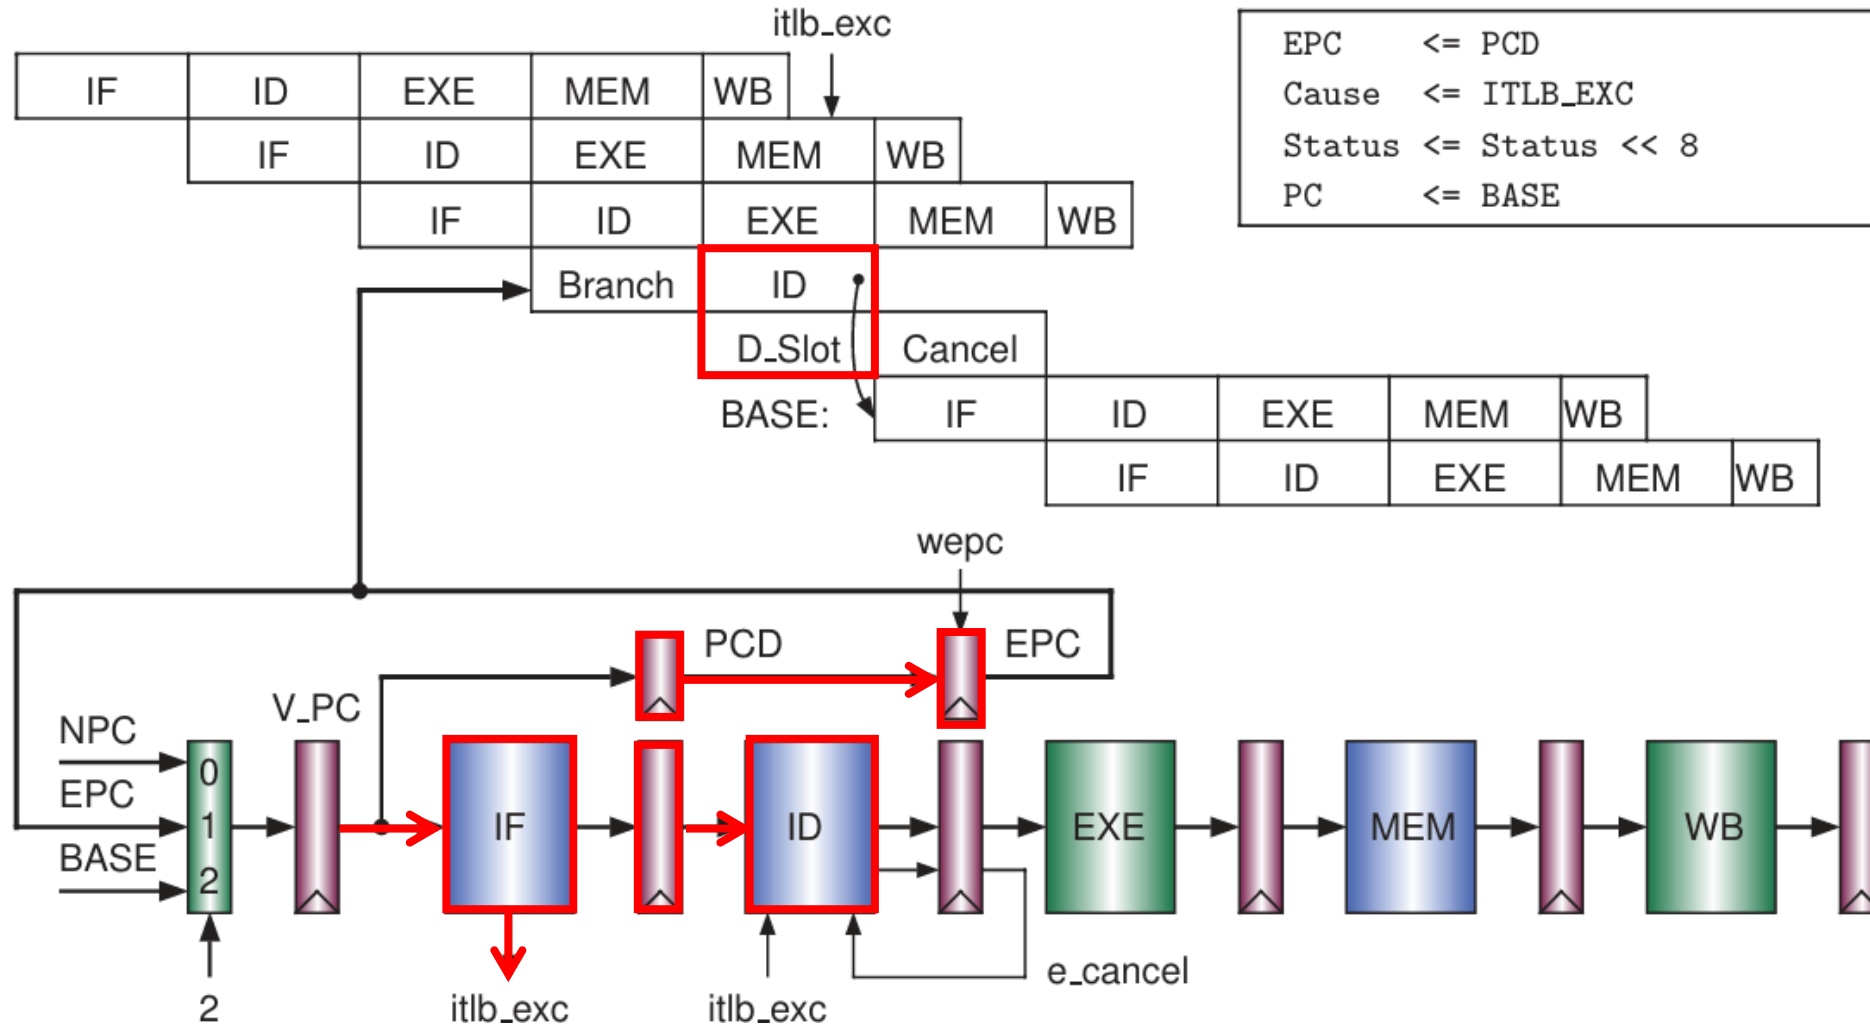 itlb_exc
EPC <= PCD
Cause <= ITLB_EXC
Status <= Status << 8
PC <= BASE
IF ID EXE MEM WB
IF ID EXE MEM WB
IF ID EXE MEM WB
Branch ID
D_Slot Cancel
BASE: IF ID EXE MEM WB
IF ID EXE MEM WB
wepc
PCD EPC
V_PC
NPC
EPC
BASE
0
1
2
IF ID EXE MEM WB
e_cancel
2 itlb_exc itlb_exc